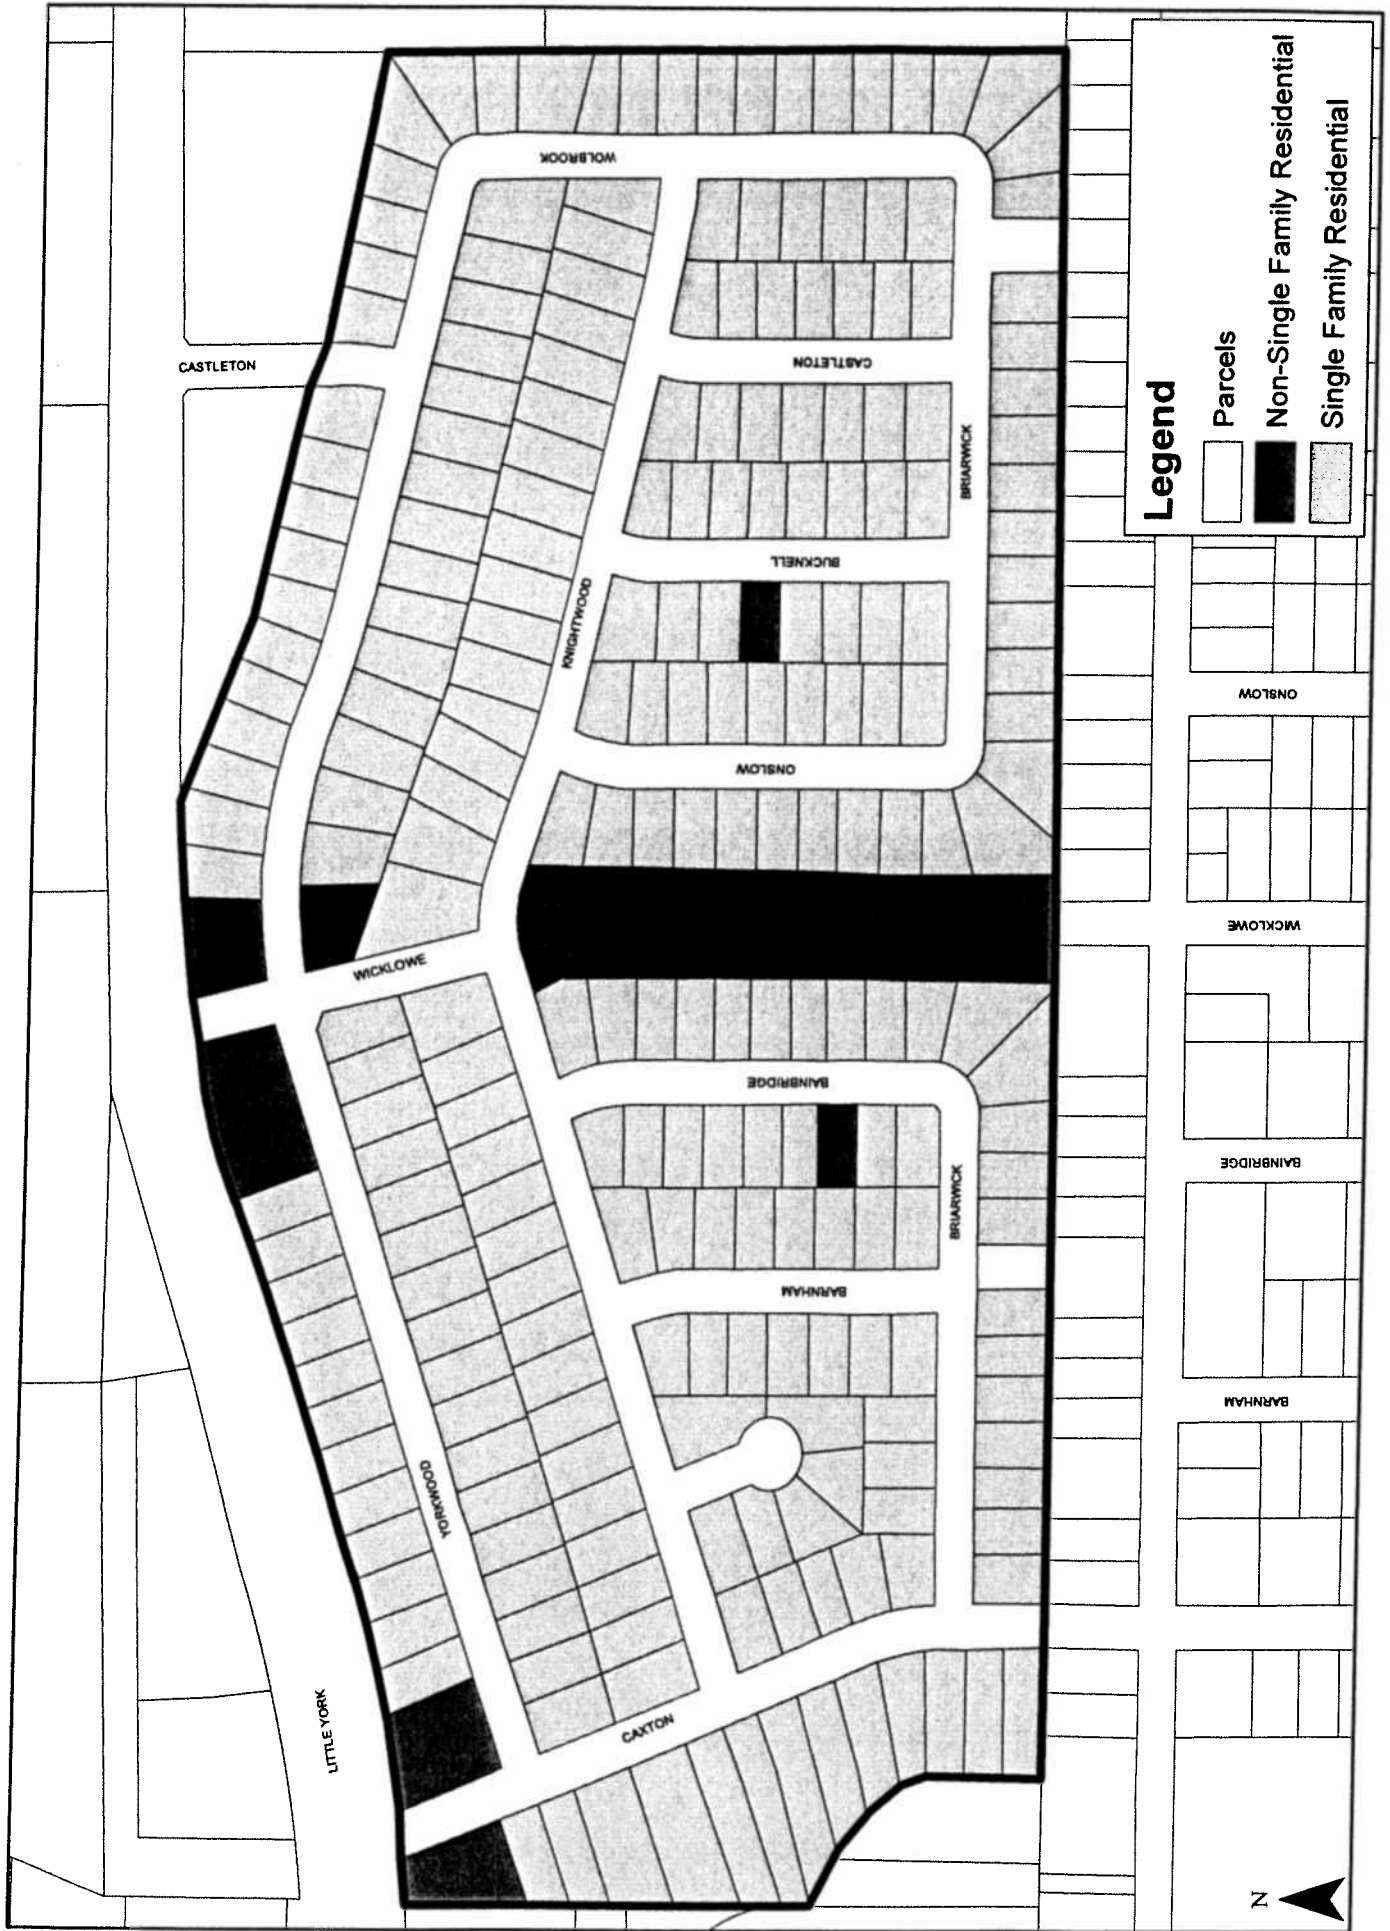 WOLBROOK
CASTLETON
CASTLETON
BRIARWICK
BUCKNELL
KNIGHTWOOD
ONSLOW
WICKLOWE
BAINBRIDGE
BRIARWICK
BARNHAM
YORKWOOD
CAXTON
LITTLE YORK
ONSLOW
WICKLOWE
BAINBRIDGE
BARNHAM
Legend
Parcels
Non-Single Family Residential
Single Family Residential
N